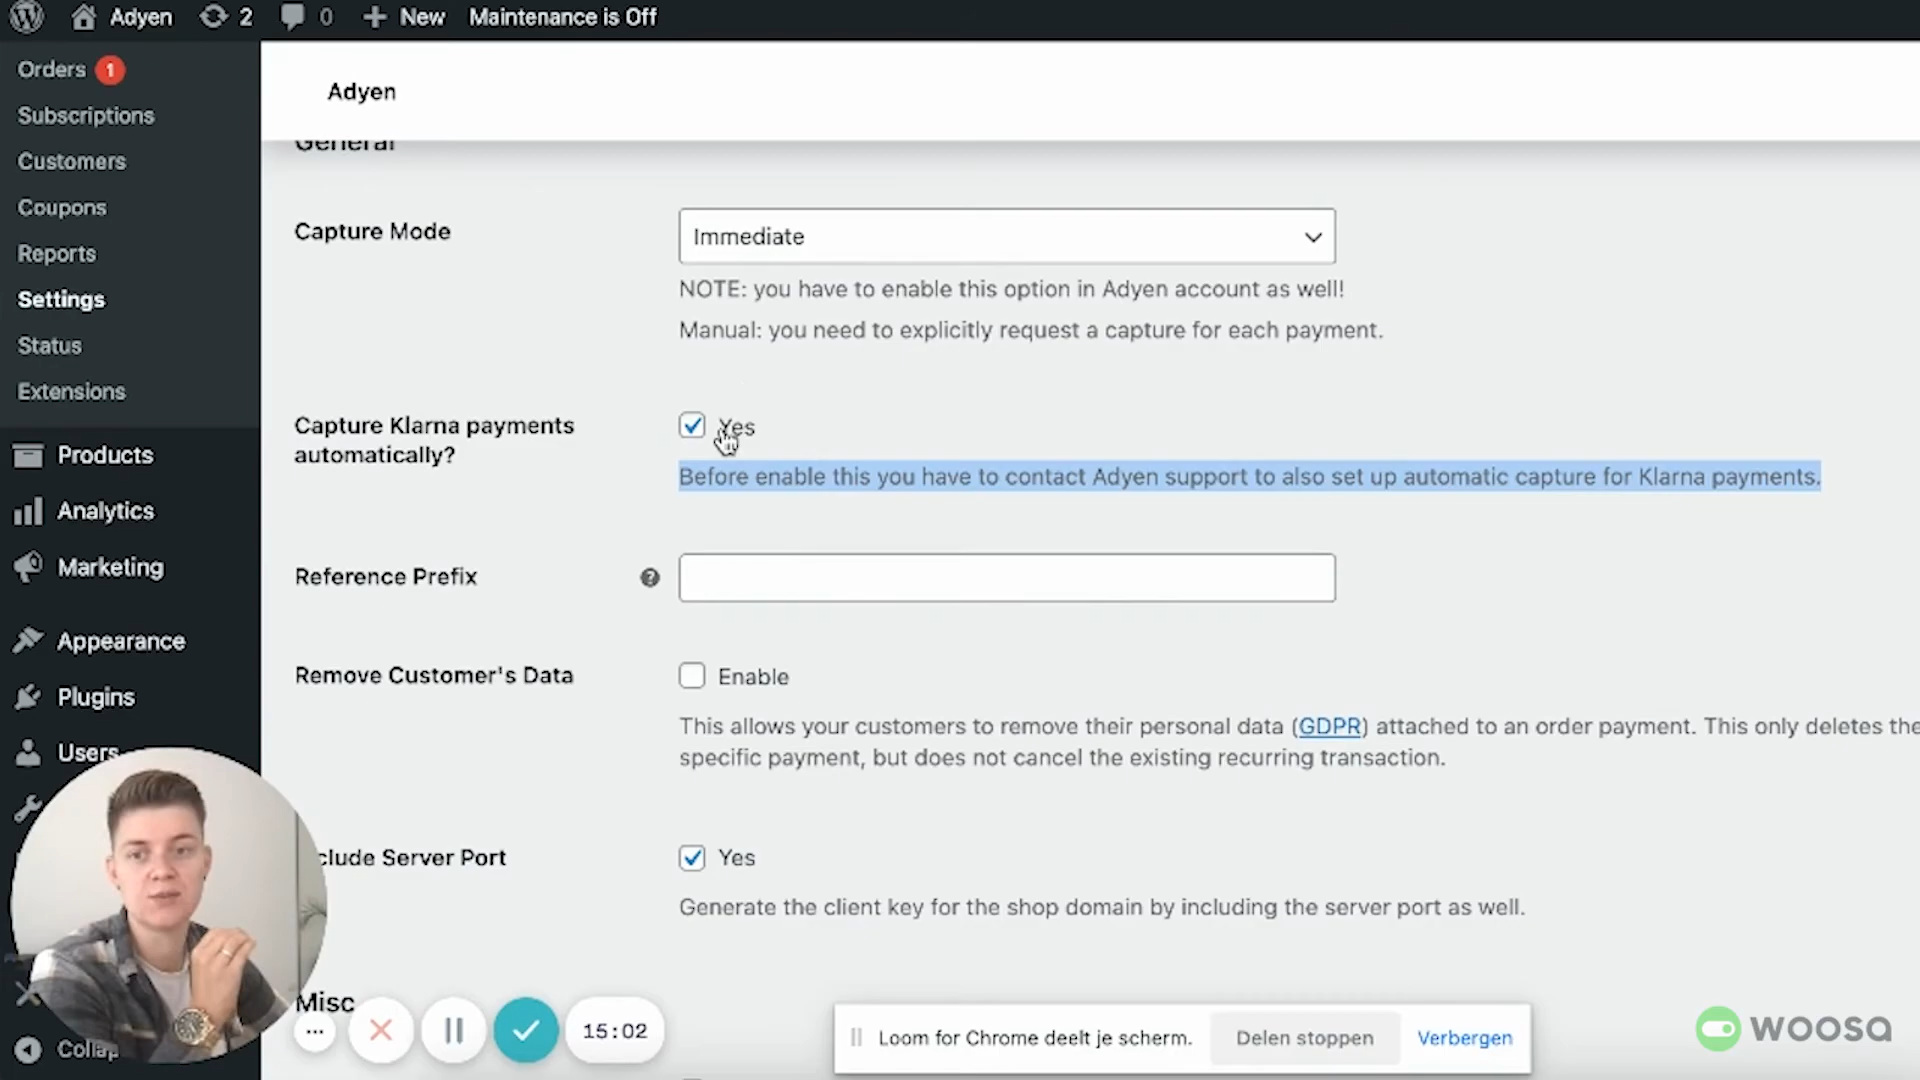 Adyen
2
0
New
Maintenance is Off
Orders 1
Subscriptions
Customers
Coupons
Reports
Settings
Status
Extensions
Products
Analytics
Marketing
Appearance
Plugins
Users
Adyen
General
Capture Mode
Immediate
NOTE: you have to enable this option in Adyen account as well!
Manual: you need to explicitly request a capture for each payment.
Capture Klarna payments
automatically?
Yes
Before enable this you have to contact Adyen support to also set up automatic capture for Klarna payments.
Reference Prefix
Remove Customer's Data
Enable
This allows your customers to remove their personal data (GDPR) attached to an order payment. This only deletes the
specific payment, but does not cancel the existing recurring transaction.
clude Server Port
Yes
Generate the client key for the shop domain by including the server port as well.
Misc
15:02
Loom for Chrome deelt je scherm.
Delen stoppen
Verbergen
woosa